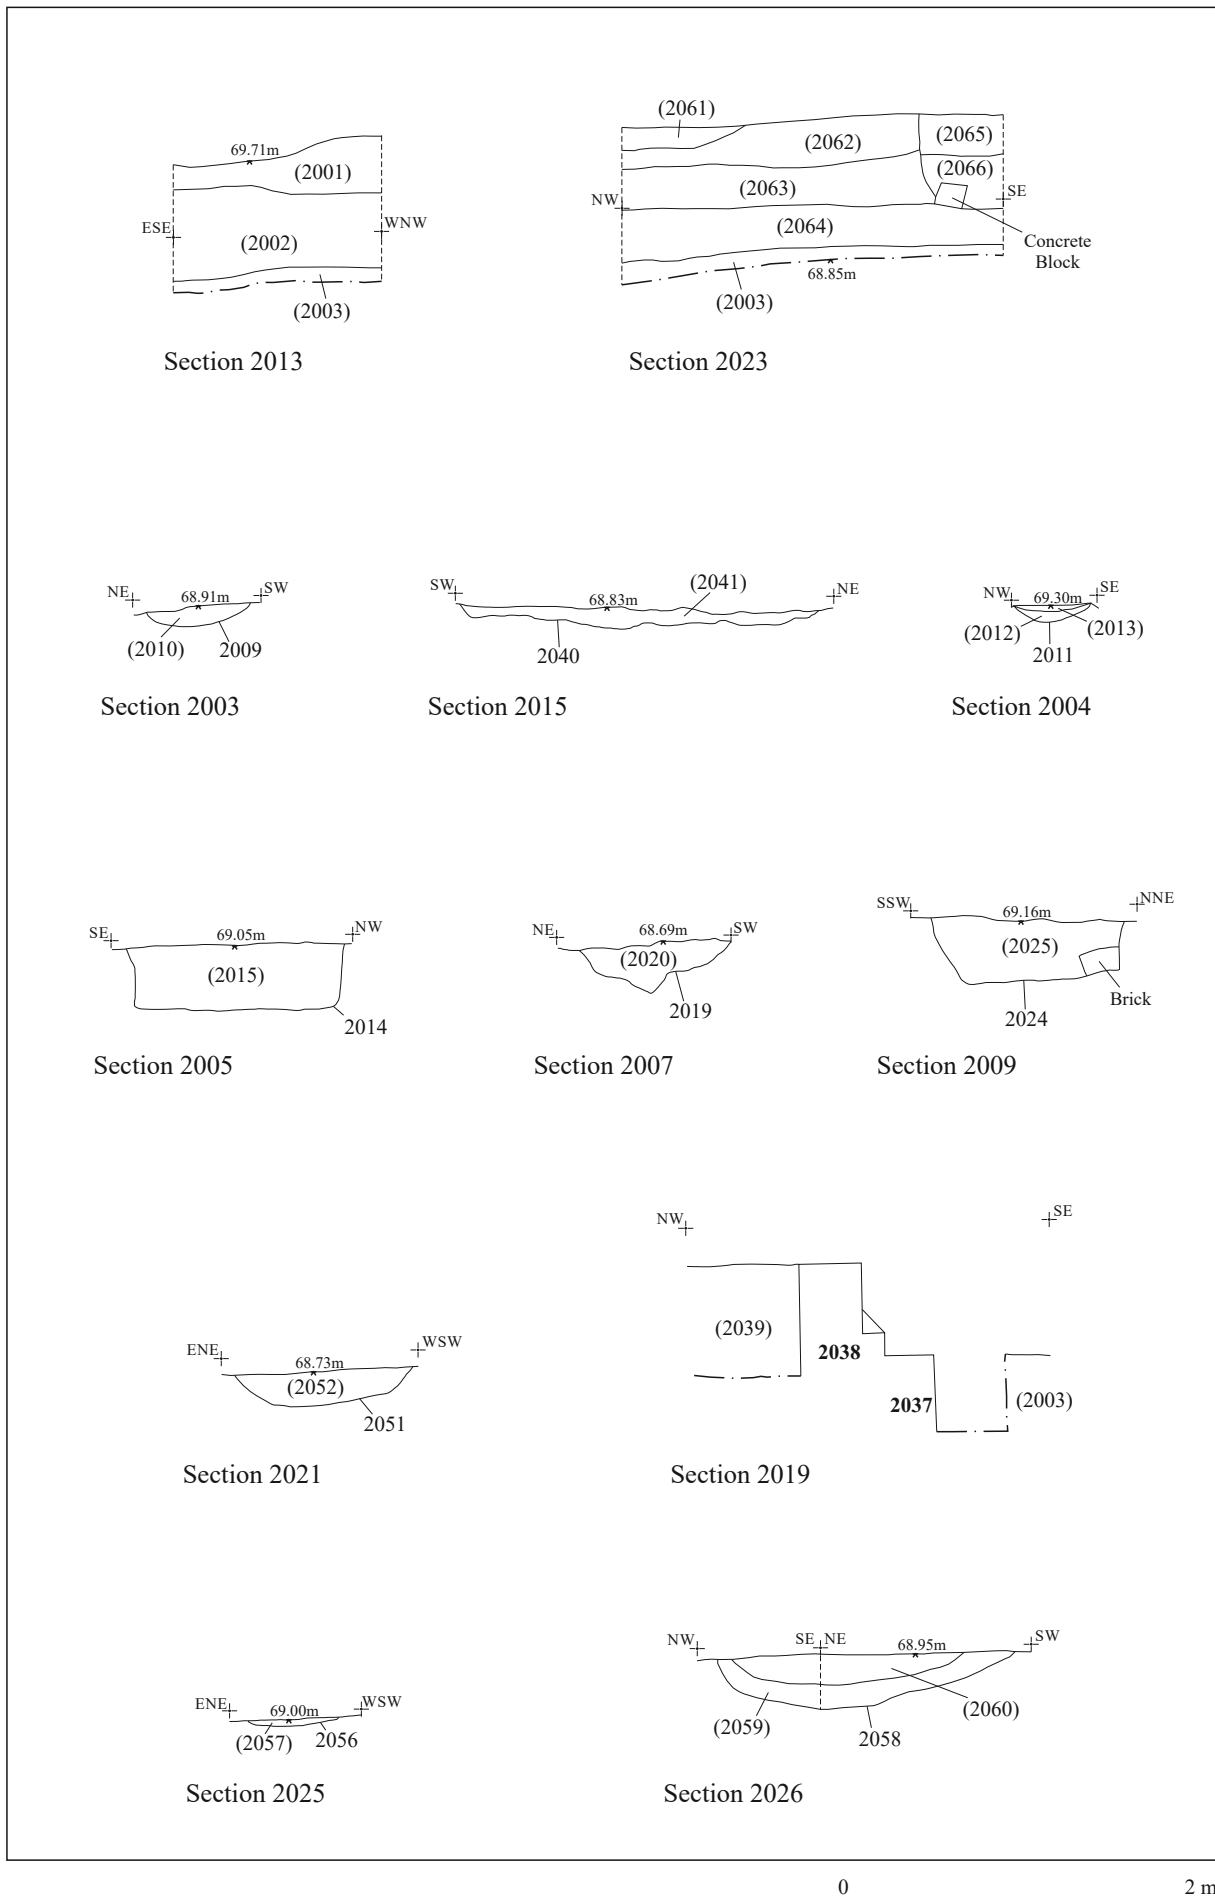 (2061)
69.71m
(2001)
(2062)
(2065)
(2066)
(2063)
NW
SE
ESE
WNW
(2002)
(2064)
Concrete
Block
68.85m
(2003)
(2003)
Section 2013
Section 2023
NE
68.91m
SW
(2010)
2009
Section 2003
SW
68.83m
(2041)
NE
2040
Section 2015
NW
69.30m
SE
(2012)
(2013)
2011
Section 2004
SE
69.05m
NW
(2015)
2014
Section 2005
NE
68.69m
SW
(2020)
2019
Section 2007
SSW
69.16m
NNE
(2025)
Brick
2024
Section 2009
ENE
68.73m
WSW
(2052)
2051
Section 2021
NW
SE
(2039)
2038
2037
(2003)
Section 2019
ENE
69.00m
WSW
(2057)
2056
Section 2025
NW
SE NE
68.95m
SW
(2059)
2058
(2060)
Section 2026
0
2 m